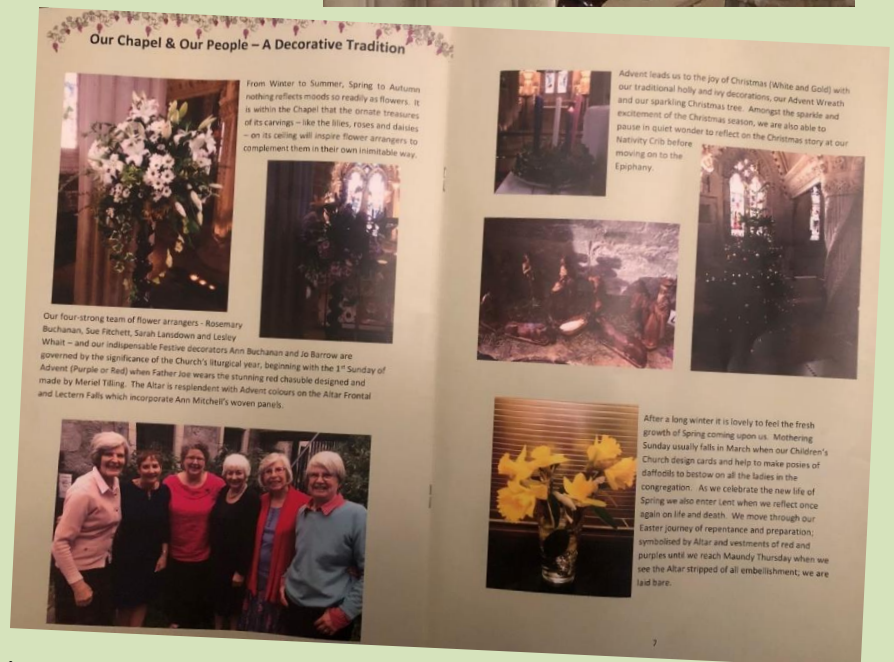 Our Chapel & Our People – A Decorative Tradition
From Winter to Summer, Spring to Autumn
nothing reflects moods so readily as flowers. It
is within the Chapel that the ornate treasures
of its carvings – like the lilies, roses and daisies
– on its ceiling will inspire flower arrangers to
complement them in their own inimitable way.
Our four-strong team of flower arrangers - Rosemary
Buchanan, Sue Fitchett, Sarah Lansdown and Lesley
Whait – and our indispensable Festive decorators Ann Buchanan and Jo Barrow are
governed by the significance of the Church's liturgical year, beginning with the 1st Sunday of
Advent (Purple or Red) when Father Joe wears the stunning red chasuble designed and
made by Meriel Tilling. The Altar is resplendent with Advent colours on the Altar Frontal
and Lectern Falls which incorporate Ann Mitchell's woven panels.
Advent leads us to the joy of Christmas (White and Gold) with
our traditional holly and ivy decorations, our Advent Wreath
and our sparkling Christmas tree. Amongst the sparkle and
excitement of the Christmas season, we are also able to
pause in quiet wonder to reflect on the Christmas story at our
Nativity Crib before
moving on to the
Epiphany.
After a long winter it is lovely to feel the fresh
growth of Spring coming upon us. Mothering
Sunday usually falls in March when our Children's
Church design cards and help to make posies of
daffodils to bestow on all the ladies in the
congregation. As we celebrate the new life of
Spring we also enter Lent when we reflect once
again on life and death. We move through our
Easter journey of repentance and preparation;
symbolised by Altar and vestments of red and
purples until we reach Maundy Thursday when we
see the Altar stripped of all embellishment; we are
laid bare.
7